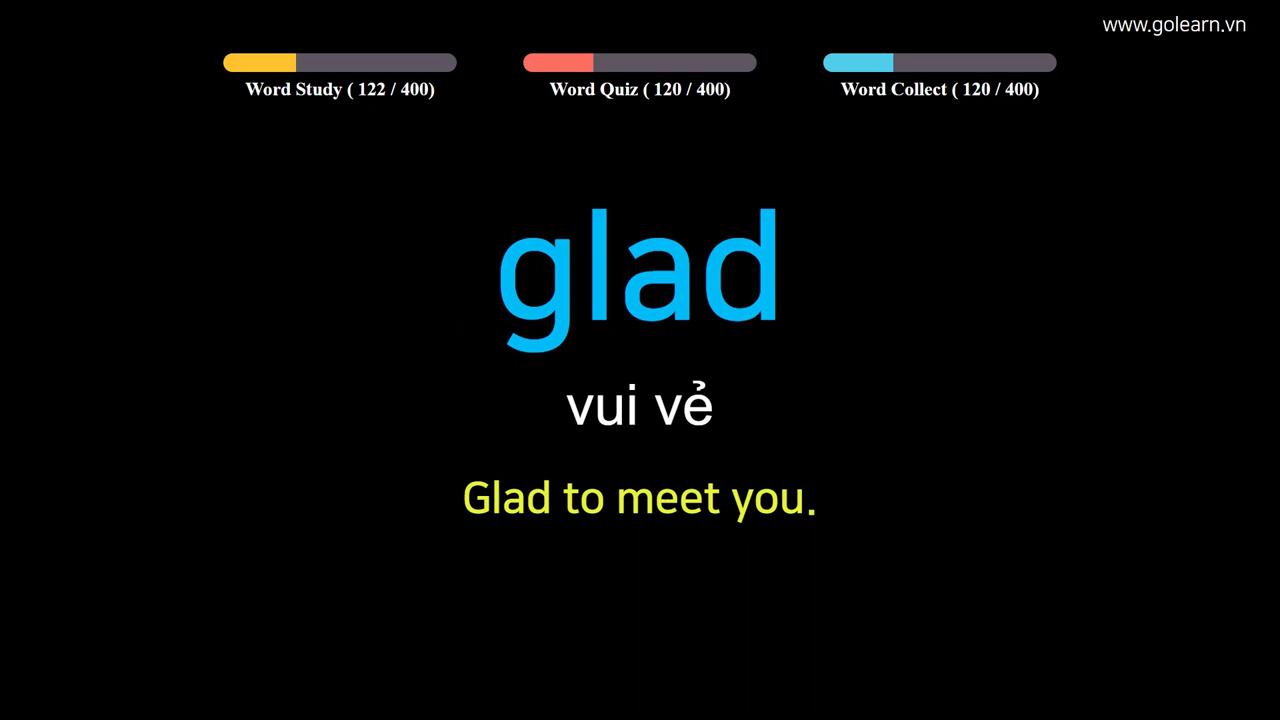 www.golearn.vn
Word Study ( 122 / 400)
Word Quiz ( 120 / 400)
Word Collect ( 120 / 400)
glad
vui vẻ
Glad to meet you.